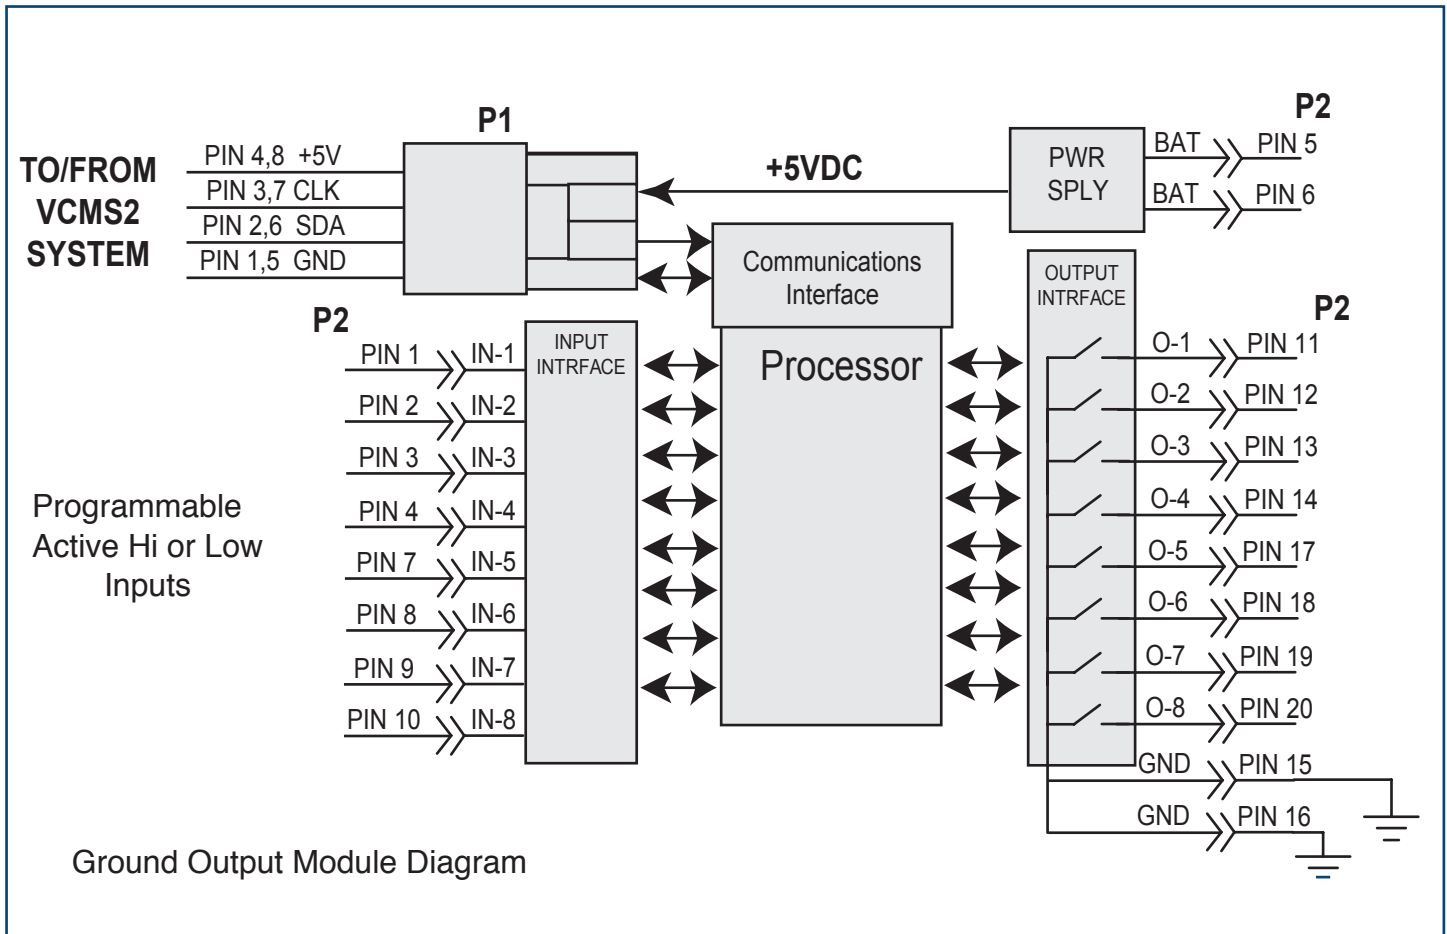 P1
P2
TO/FROM
VCMS2
SYSTEM
PIN 4,8 +5V
PIN 3,7 CLK
PIN 2,6 SDA
PIN 1,5 GND
+5VDC
PWR
SPLY
BAT PIN 5
BAT PIN 6
Communications
Interface
Processor
P2
INPUT
INTRFACE
PIN 1 IN-1
PIN 2 IN-2
PIN 3 IN-3
PIN 4 IN-4
PIN 7 IN-5
PIN 8 IN-6
PIN 9 IN-7
PIN 10 IN-8
Programmable
Active Hi or Low
Inputs
OUTPUT
INTRFACE
P2
O-1 PIN 11
O-2 PIN 12
O-3 PIN 13
O-4 PIN 14
O-5 PIN 17
O-6 PIN 18
O-7 PIN 19
O-8 PIN 20
GND PIN 15
GND PIN 16
Ground Output Module Diagram